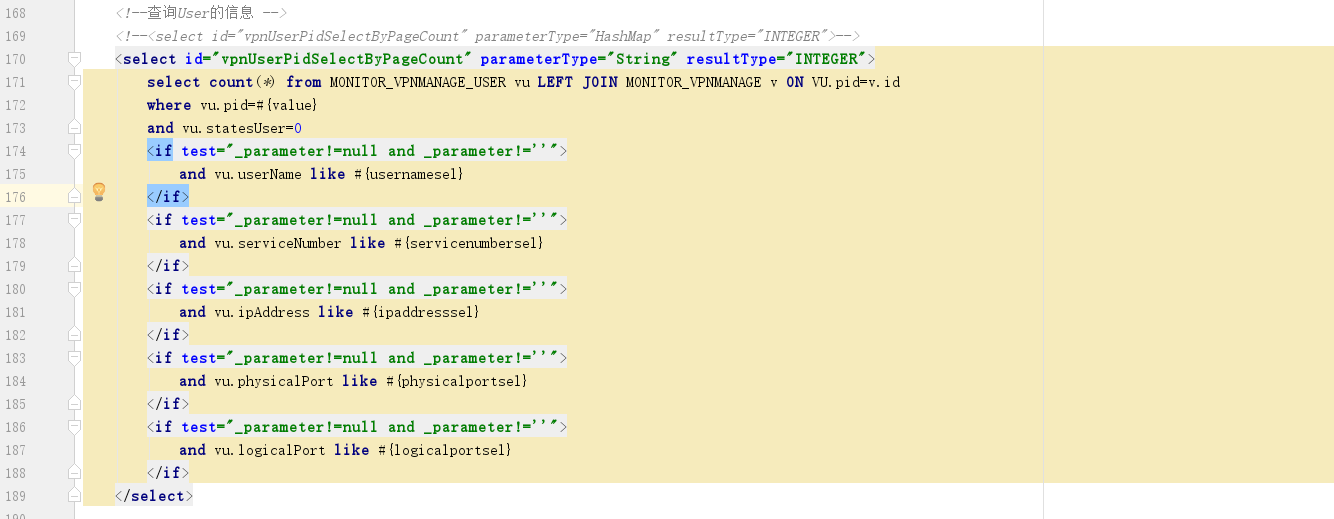 168 <!--查询User的信息 -->
169 <!--<select id="vpnUserPidSelectByPageCount" parameterType="HashMap" resultType="INTEGER">-->
170 <select id="vpnUserPidSelectByPageCount" parameterType="String" resultType="INTEGER">
171 select count(*) from MONITOR_VPNMANAGE_USER vu LEFT JOIN MONITOR_VPNMANAGE v ON VU.pid=v.id
172 where vu.pid=#{value}
173 and vu.statesUser=0
174 <if test="_parameter!=null and _parameter!=''">
175 and vu.userName like #{usernamesel}
176 </if>
177 <if test="_parameter!=null and _parameter!=''">
178 and vu.serviceNumber like #{servicenumbersel}
179 </if>
180 <if test="_parameter!=null and _parameter!=''">
181 and vu.ipAddress like #{ipaddresssel}
182 </if>
183 <if test="_parameter!=null and _parameter!=''">
184 and vu.physicalPort like #{physicalportsel}
185 </if>
186 <if test="_parameter!=null and _parameter!=''">
187 and vu.logicalPort like #{logicalportsel}
188 </if>
189 </select>
190